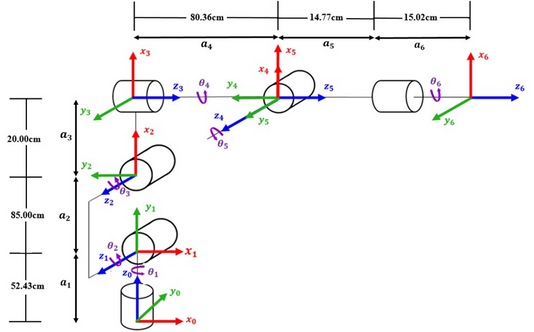 80.36cm 14.77cm 15.02cm
a4 a5 a6
x3 x5 x6
x4
z3 θ4 y4 z5 θ6 z6
y3 z4 y5 y6
θ5
20.00cm a3 x2
y2
θ3
z2
85.00cm a2 y1
θ2 x1
z1
z0 θ1
52.43cm a1 y0
x0